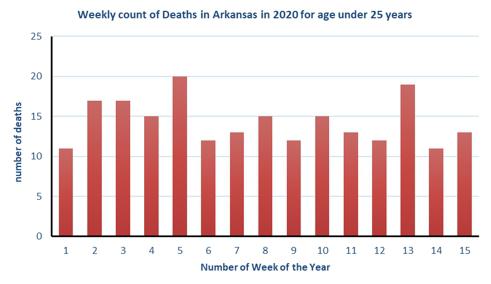 Weekly count of Deaths in Arkansas in 2020 for age under 25 years
25
20
15
10
5
0
number of deaths
1 2 3 4 5 6 7 8 9 10 11 12 13 14 15
Number of Week of the Year